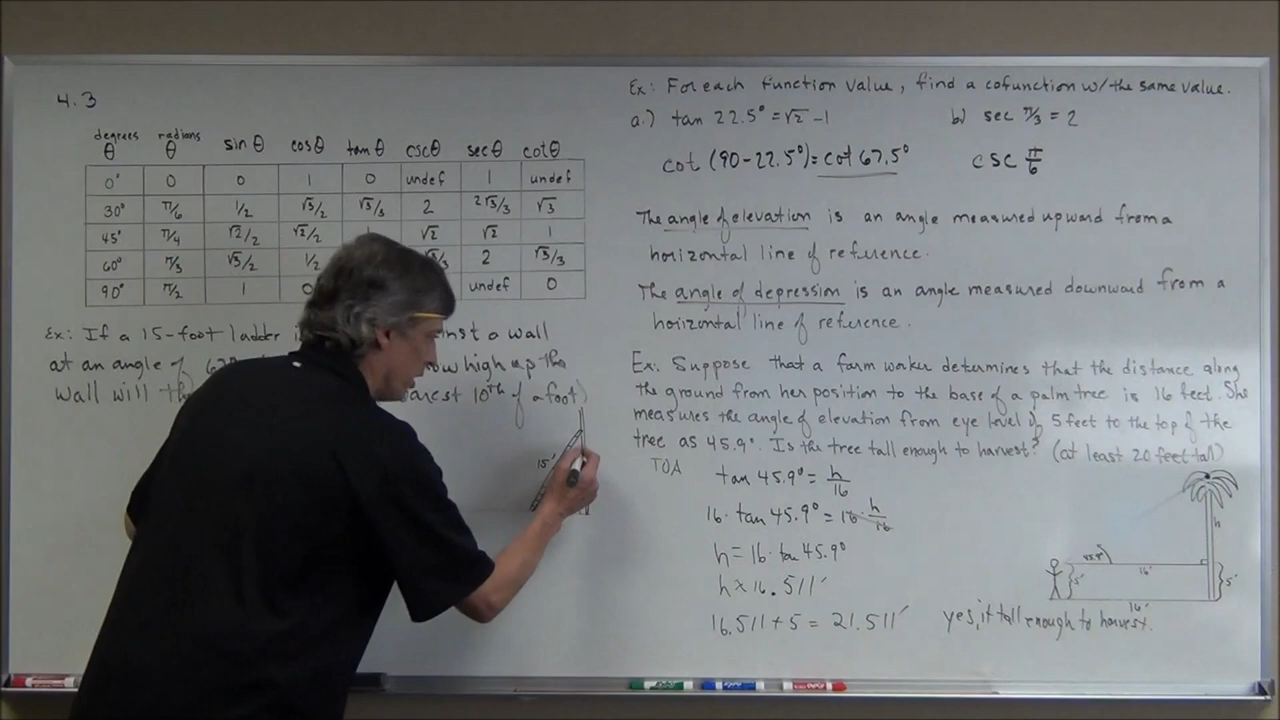 4.3
degrees θ radians θ sin θ cos θ tan θ csc θ sec θ cot θ
0° 0 0 1 0 undef 1 undef
30° π/6 1/2 √3/2 √3/3 2 2√3/3 √3
45° π/4 √2/2 √2/2 √2 √2 1
60° π/3 √3/2 1/2 2 √3/3
90° π/2 1 undef 0
Ex: If a 15-foot ladder a wall
at an angle of high up the
wall will 10th of a foot)
15'
Ex: For each function value, find a cofunction w/ the same value.
a.) tan 22.5° = √2 - 1 b) sec π/3 = 2
cot (90-22.5°) = cot 67.5° csc π/6
The angle of elevation is an angle measured upward from a
horizontal line of refuence.
The angle of depression is an angle measured downward from a
horizontal line of refuence.
Ex. Suppose that a farm worker determines that the distance along
the ground from her position to the base of a palm tree is 16 feet. She
measures the angle of elevation from eye level of 5 feet to the top of the
tree as 45.9°. Is the tree tall enough to harvest? (at least 20 feet tall)
TOA tan 45.9° = h/16
16 · tan 45.9° = 16 · h/16
h = 16 · tan 45.9°
h ≈ 16.511'
16.511 + 5 = 21.511' yes, it tall enough to harvest.
h
45.9°
16'
5' 5'
16'